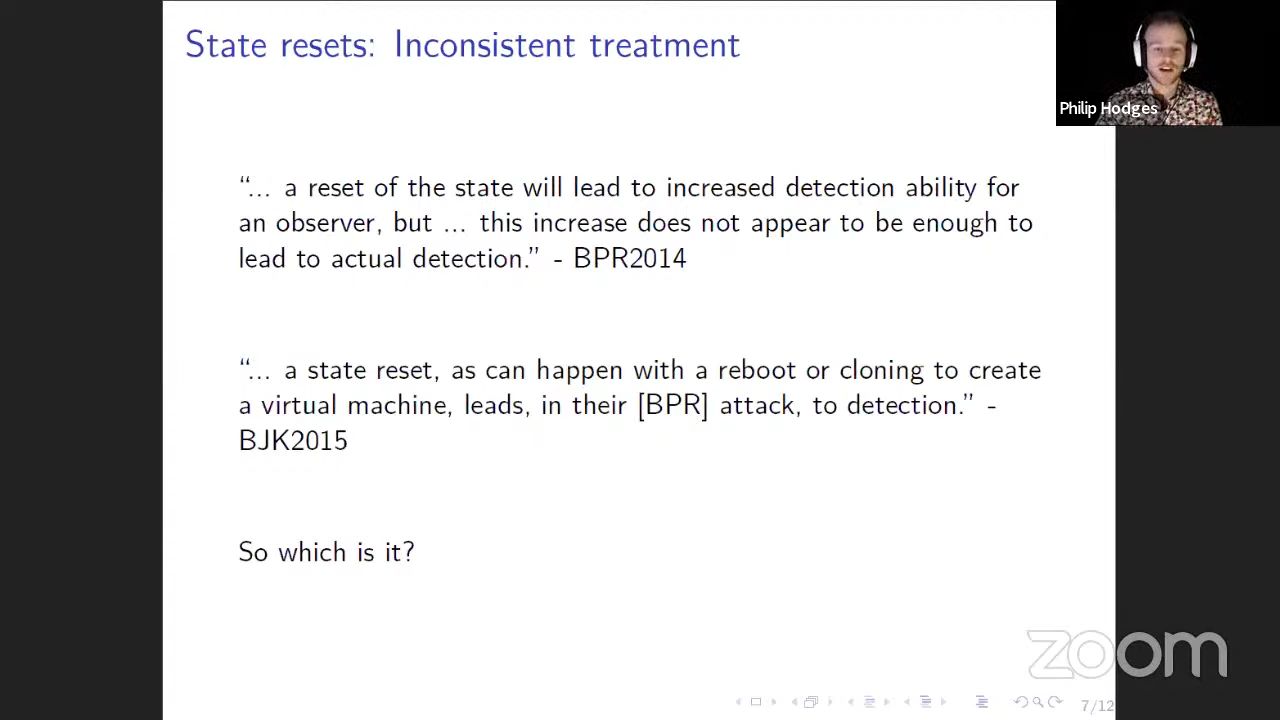 State resets: Inconsistent treatment
Philip Hodges
“... a reset of the state will lead to increased detection ability for
an observer, but ... this increase does not appear to be enough to
lead to actual detection.” - BPR2014
“... a state reset, as can happen with a reboot or cloning to create
a virtual machine, leads, in their [BPR] attack, to detection.” -
BJK2015
So which is it?
zoom
7/12